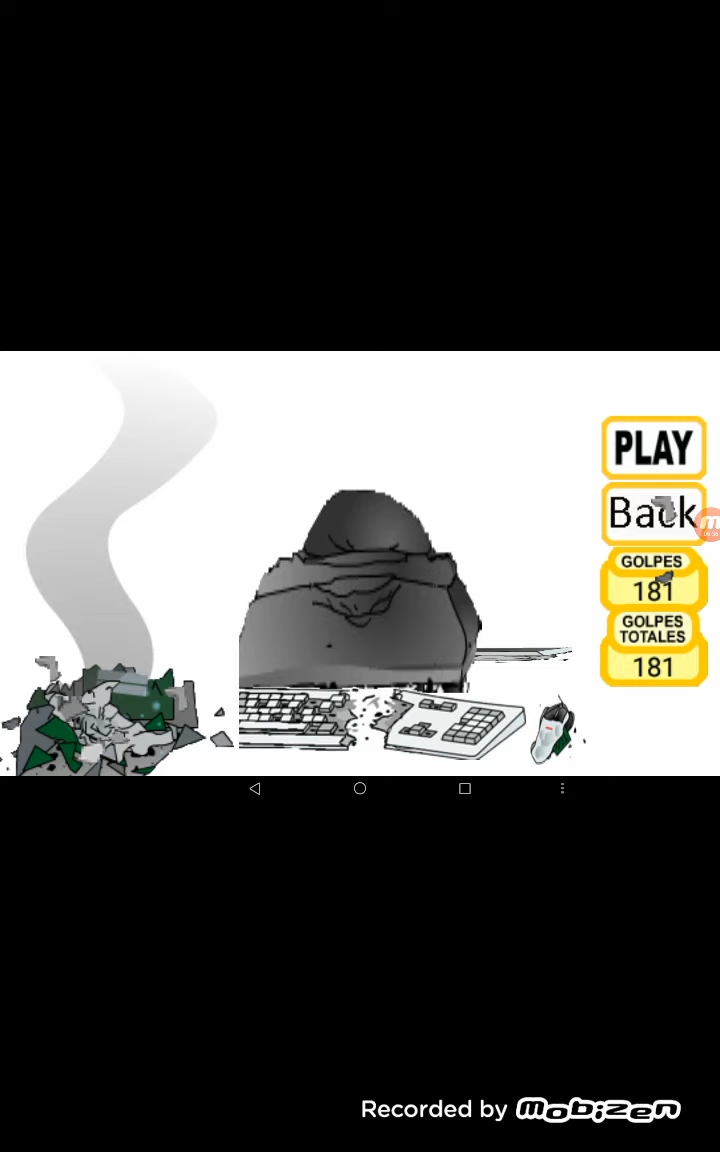 PLAY
Back
GOLPES
181
GOLPES
TOTALES
181
Recorded by Mobizen